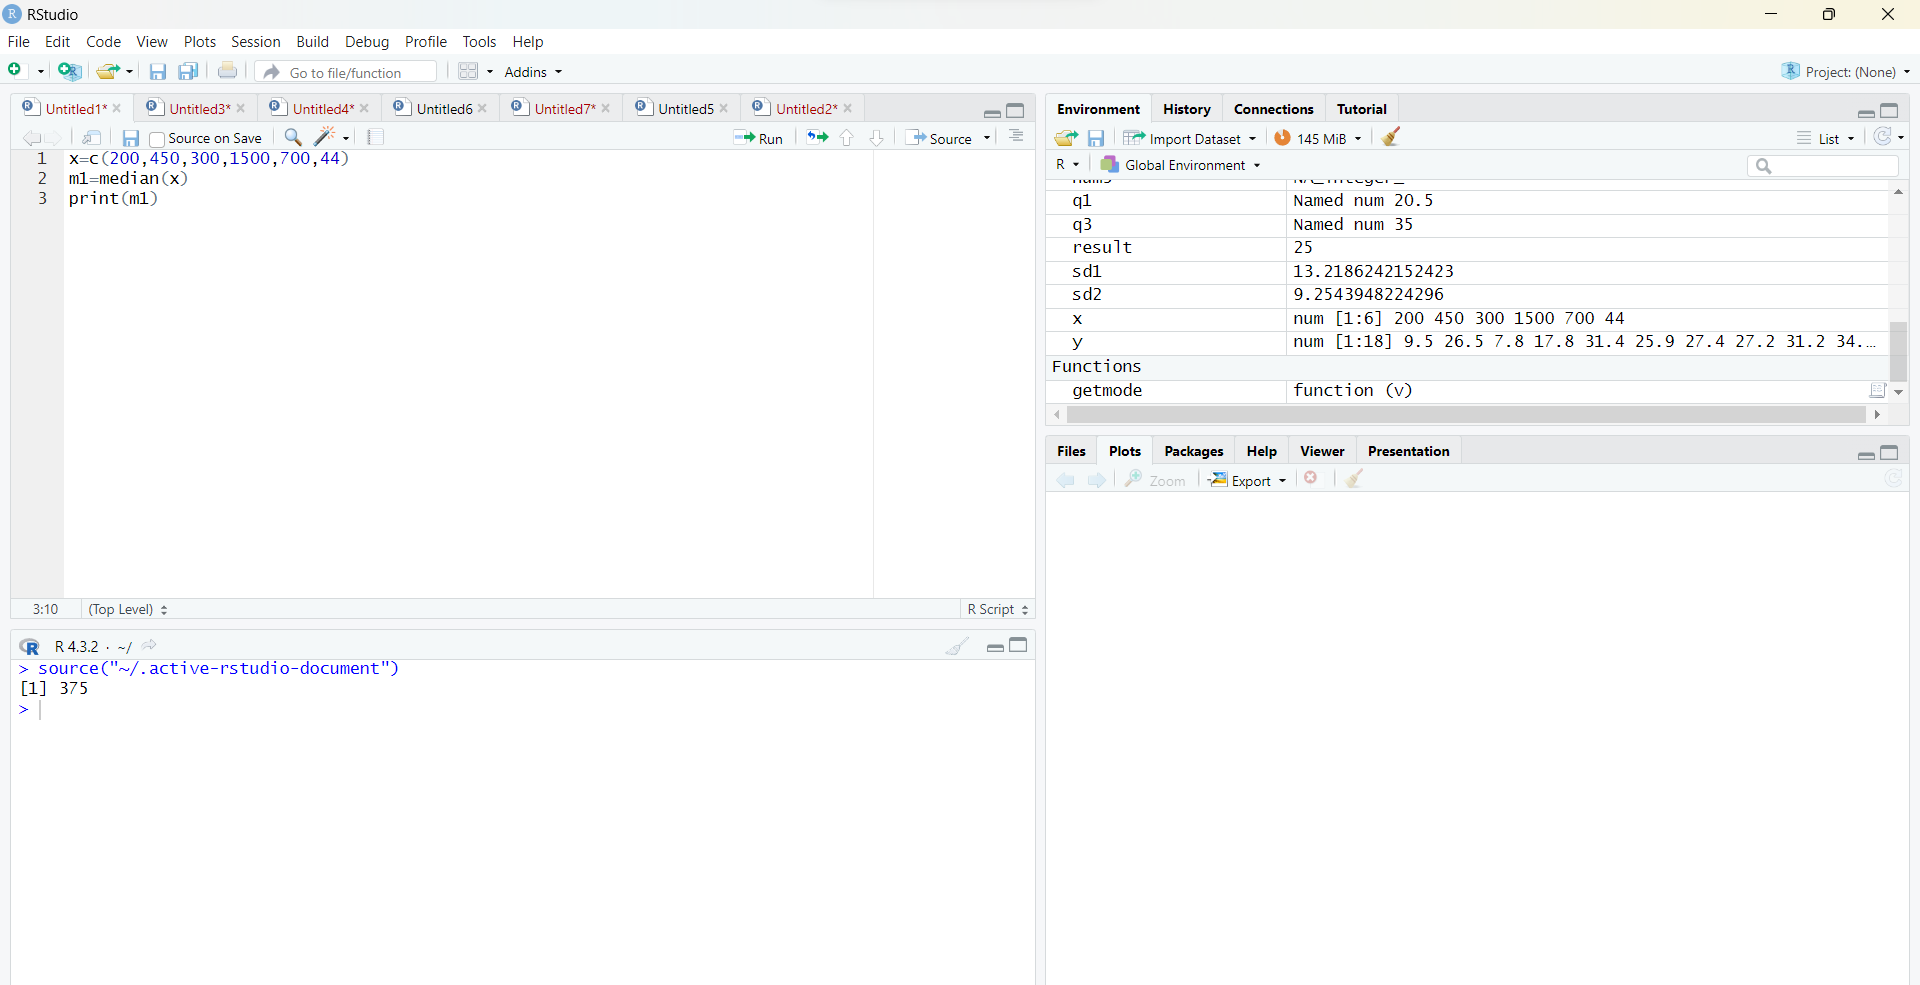 RStudio
File Edit Code View Plots Session Build Debug Profile Tools Help
Go to file/function Addins Project: (None)
Untitled1* Untitled3* Untitled4* Untitled6 Untitled7* Untitled5 Untitled2*
Source on Save Run Source
1 x=c(200,450,300,1500,700,44)
2 m1=median(x)
3 print(m1)
3:10 (Top Level) R Script
R 4.3.2 · ~/
> source("~/.active-rstudio-document")
[1] 375
>
Environment History Connections Tutorial
Import Dataset 145 MiB List
R Global Environment
q1 Named num 20.5
q3 Named num 35
result 25
sd1 13.2186242152423
sd2 9.2543948224296
x num [1:6] 200 450 300 1500 700 44
y num [1:18] 9.5 26.5 7.8 17.8 31.4 25.9 27.4 27.2 31.2 34.…
Functions
getmode function (v)
Files Plots Packages Help Viewer Presentation
Zoom Export